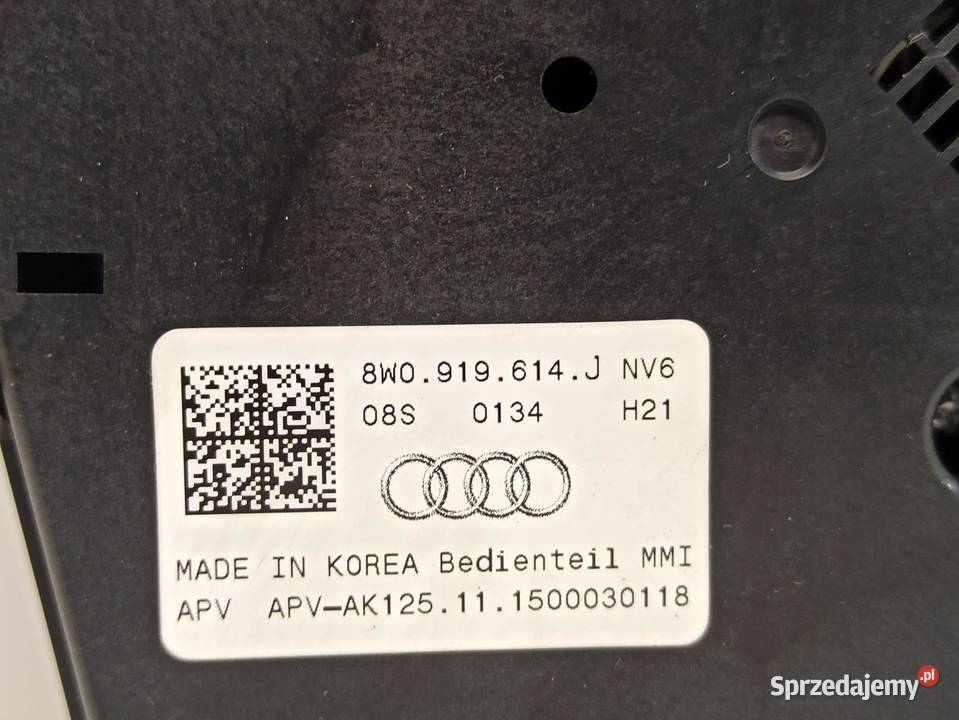 8W0.919.614.J NV6
08S 0134 H21
MADE IN KOREA Bedienteil MMI
APV APV-AK125.11.1500030118
Sprzedajemy.pl